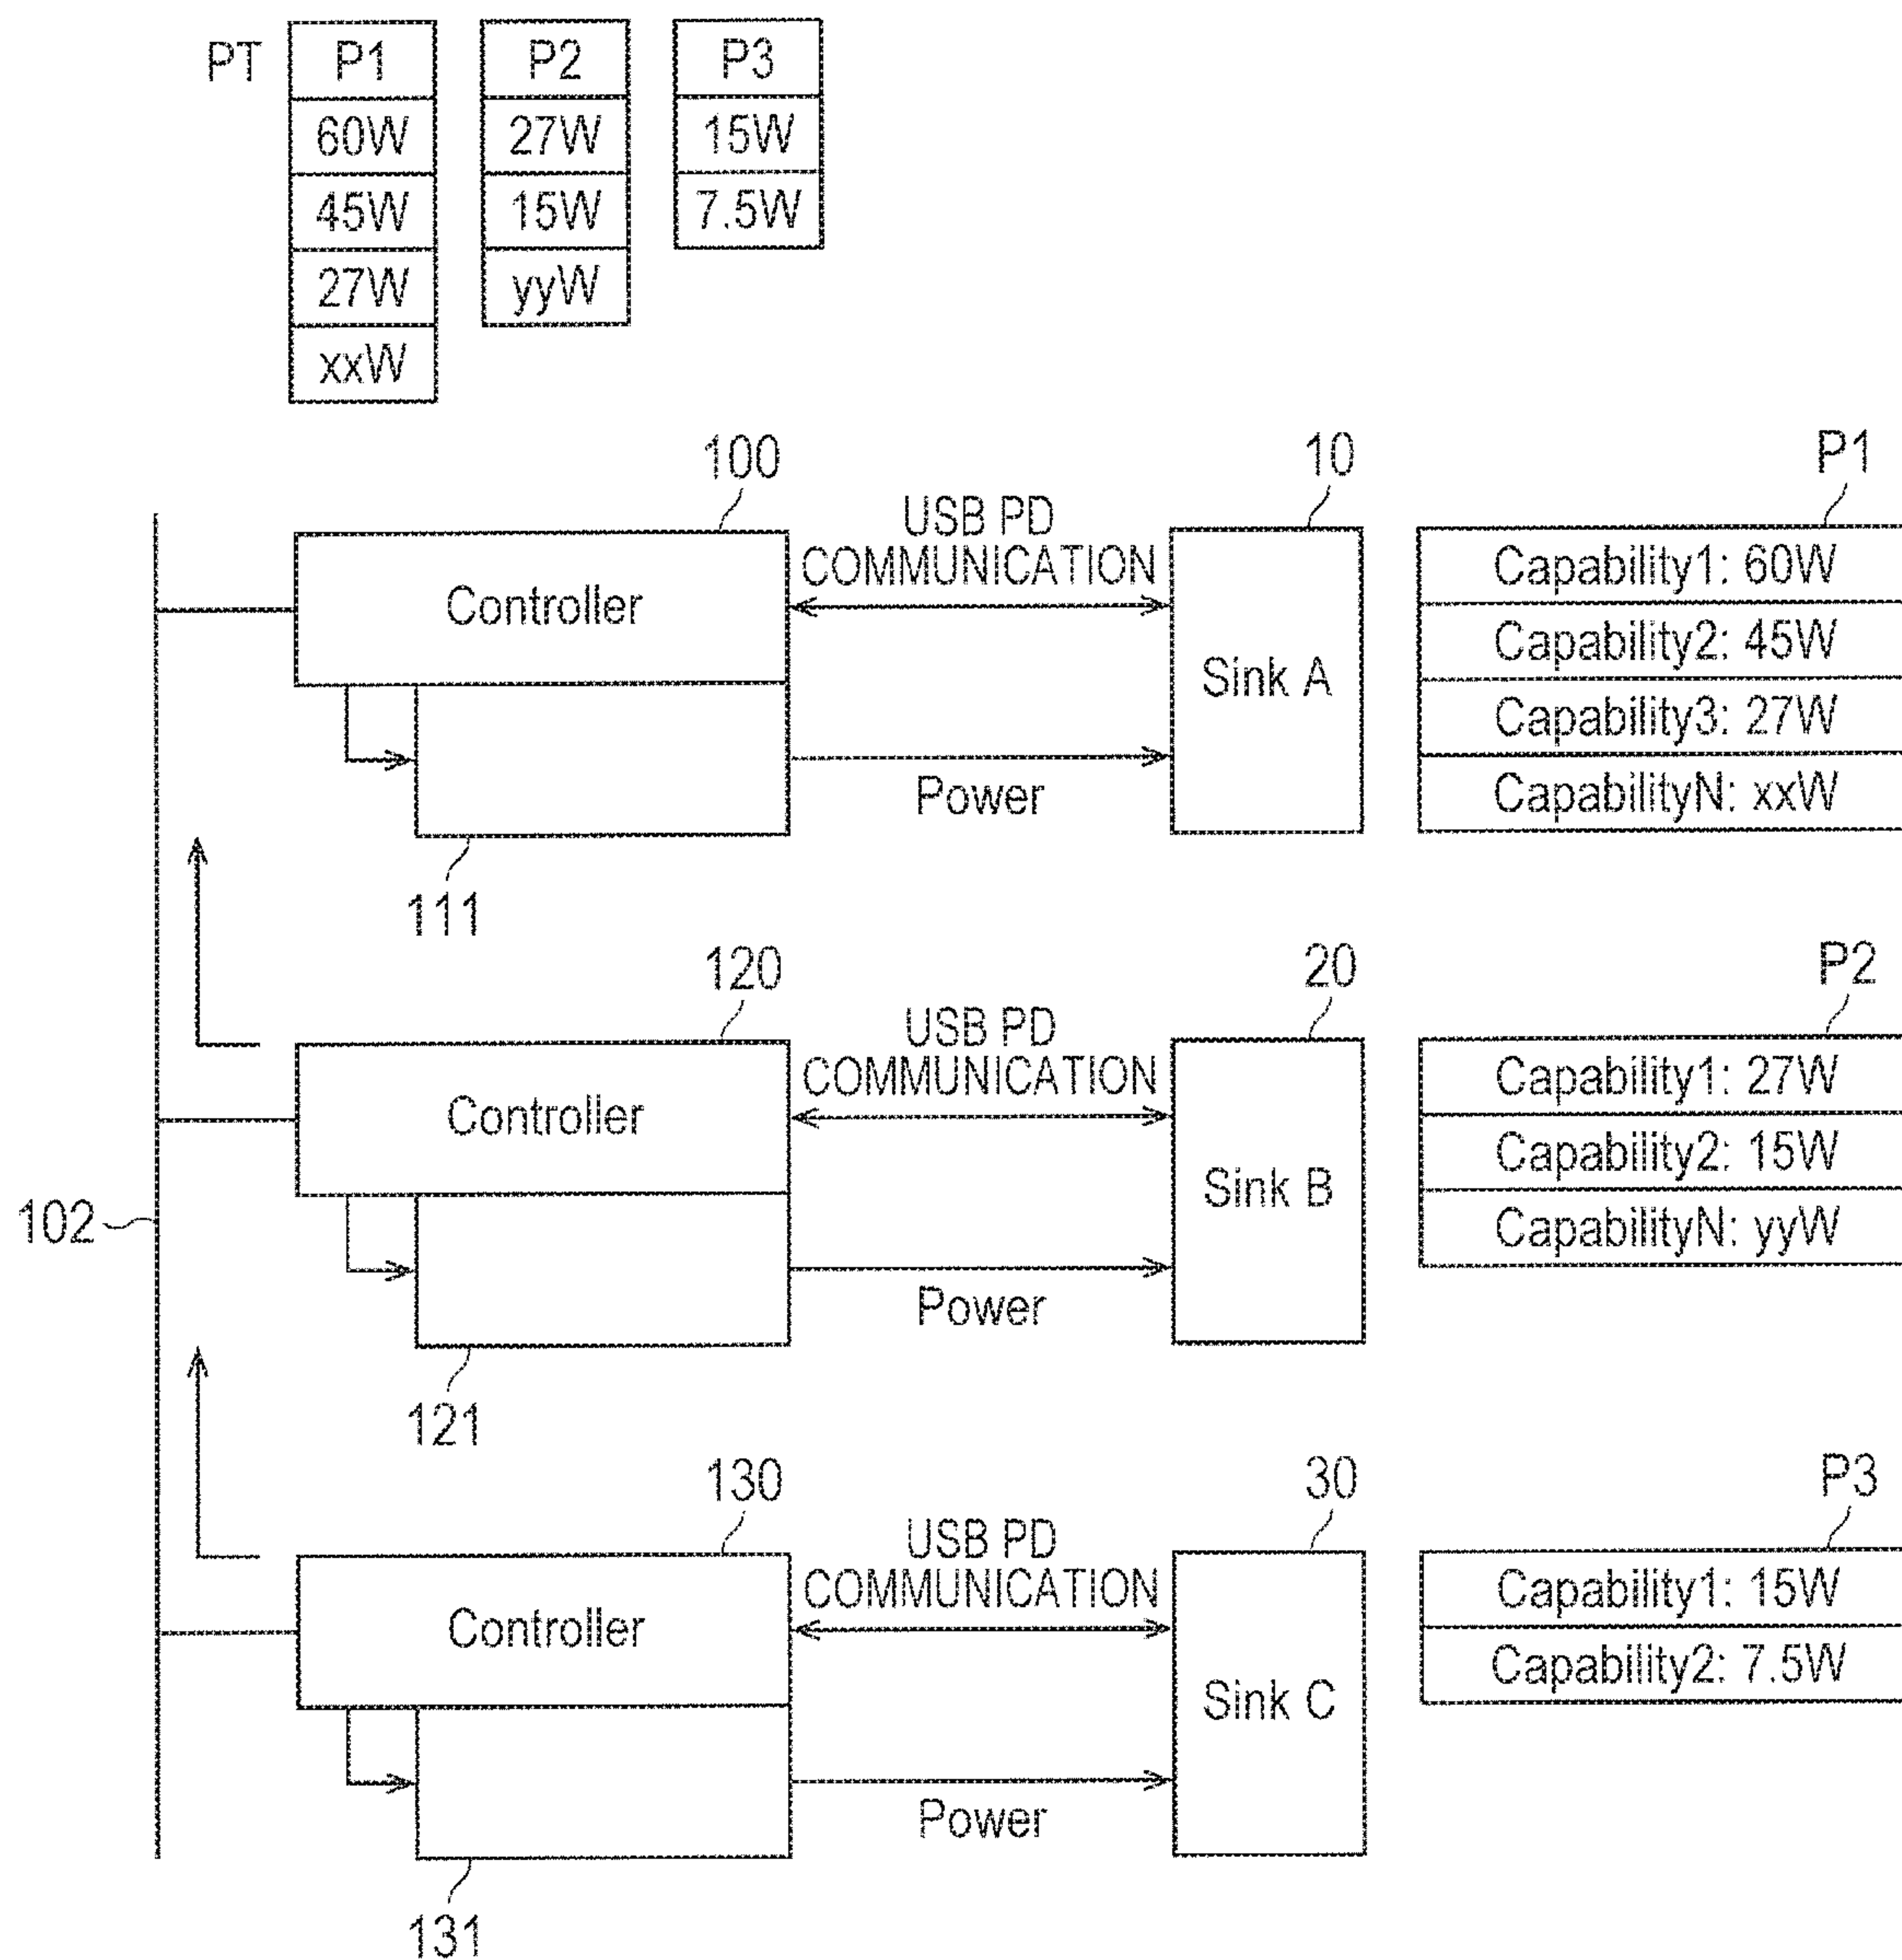 PT P1 P2 P3
60W 27W 15W
45W 15W 7.5W
27W yyW
xxW
100 10 P1
USB PD
COMMUNICATION
Controller
Sink A
Power
111
Capability1: 60W
Capability2: 45W
Capability3: 27W
CapabilityN: xxW
120 20 P2
USB PD
COMMUNICATION
Controller
Sink B
Power
102
121
Capability1: 27W
Capability2: 15W
CapabilityN: yyW
130 30 P3
USB PD
COMMUNICATION
Controller
Sink C
Power
131
Capability1: 15W
Capability2: 7.5W